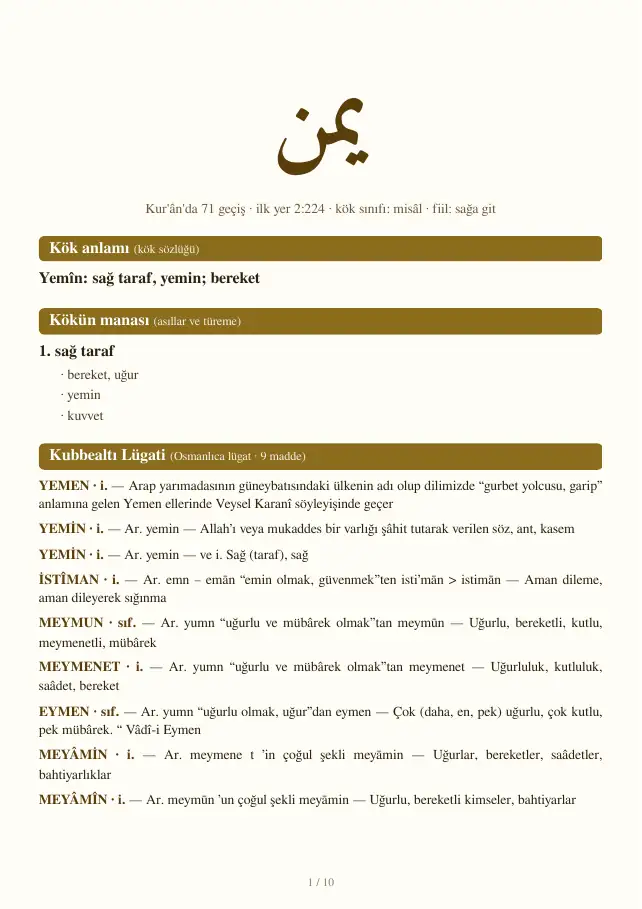 يمن
Kur'ân'da 71 geçiş · ilk yer 2:224 · kök sınıfı: misâl · fiil: sağa git
Kök anlamı (kök sözlüğü)
Yemîn: sağ taraf, yemin; bereket
Kökün manası (asıllar ve türeme)
1. sağ taraf
· bereket, uğur
· yemin
· kuvvet
Kubbealtı Lügati (Osmanlıca lügat · 9 madde)
YEMEN · i. — Arap yarımadasının güneybatısındaki ülkenin adı olup dilimizde “gurbet yolcusu, garip”
anlamına gelen Yemen ellerinde Veysel Karanî söyleyişinde geçer
YEMİN · i. — Ar. yemіn — Allah’ı veya mukaddes bir varlığı şâhit tutarak verilen söz, ant, kasem
YEMİN · i. — Ar. yemіn — ve i. Sağ (taraf), sağ
İSTÎMAN · i. — Ar. emn – emān “emin olmak, güvenmek”ten isti’mān > istіmān — Aman dileme,
aman dileyerek sığınma
MEYMUN · sıf. — Ar. yumn “uğurlu ve mübârek olmak”tan meymūn — Uğurlu, bereketli, kutlu,
meymenetli, mübârek
MEYMENET · i. — Ar. yumn “uğurlu ve mübârek olmak”tan meymenet — Uğurluluk, kutluluk,
saâdet, bereket
EYMEN · sıf. — Ar. yumn “uğurlu olmak, uğur”dan eymen — Çok (daha, en, pek) uğurlu, çok kutlu,
pek mübârek. “ Vâdî-i Eymen
MEYÂMİN · i. — Ar. meymene t ’in çoğul şekli meyāmin — Uğurlar, bereketler, saâdetler,
bahtiyarlıklar
MEYÂMÎN · i. — Ar. meymūn ’un çoğul şekli meyāmіn — Uğurlu, bereketli kimseler, bahtiyarlar
1 / 10